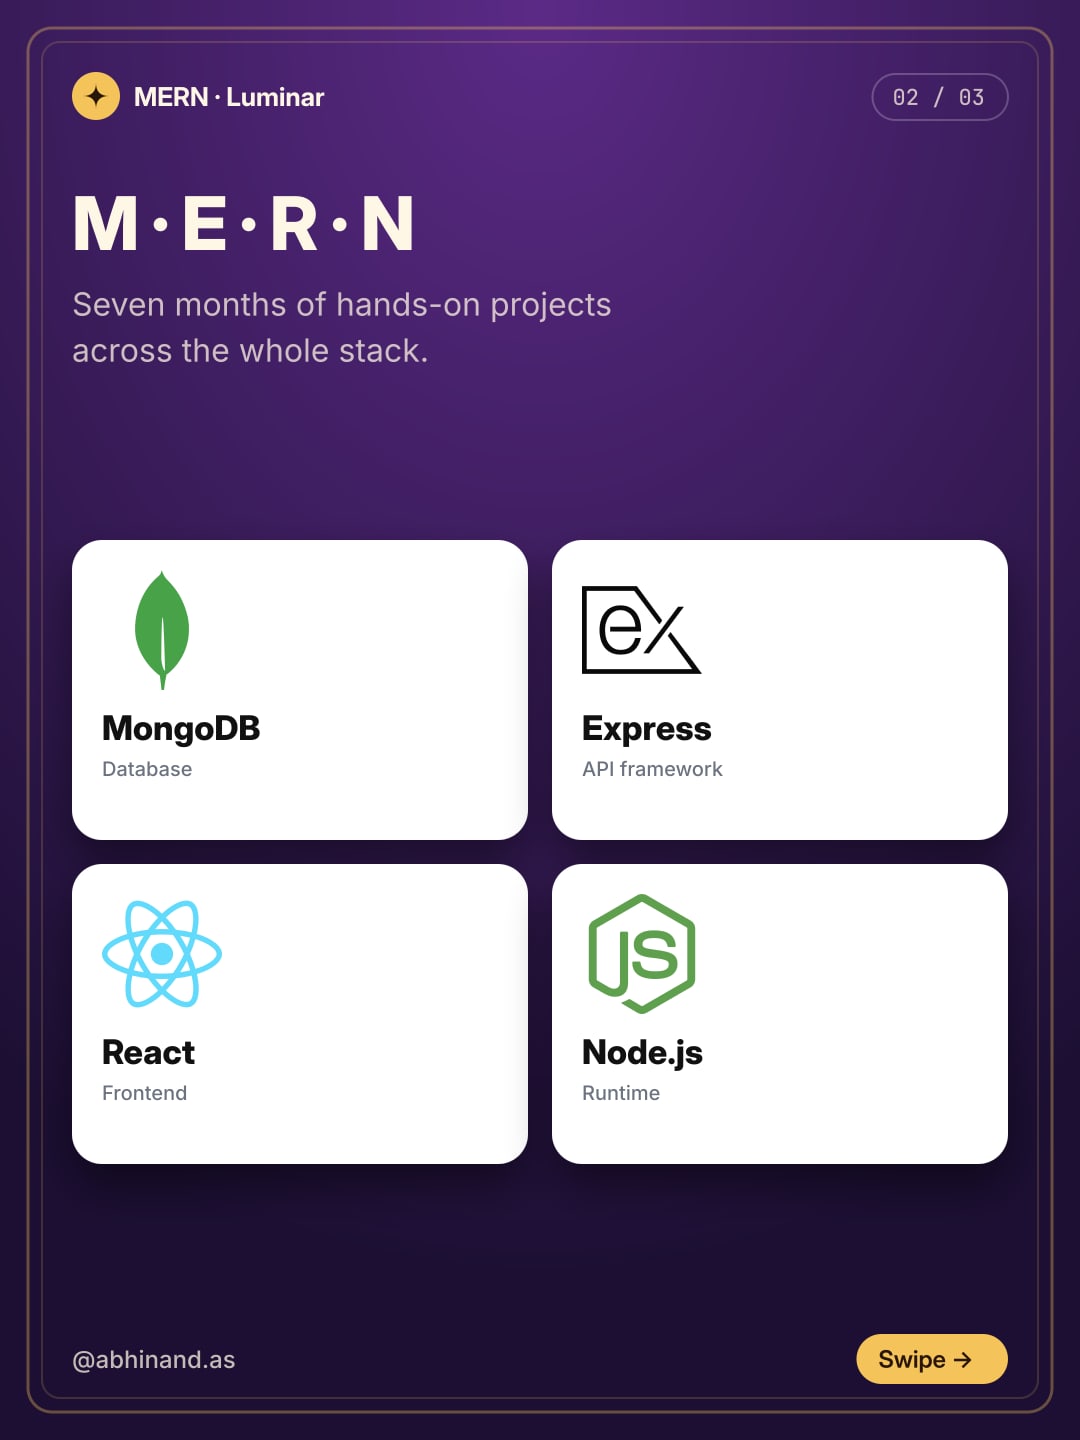 MERN · Luminar
02 / 03
M·E·R·N
Seven months of hands-on projects
across the whole stack.
ex
MongoDB
Database
Express
API framework
JS
React
Frontend
Node.js
Runtime
@abhinand.as
Swipe →